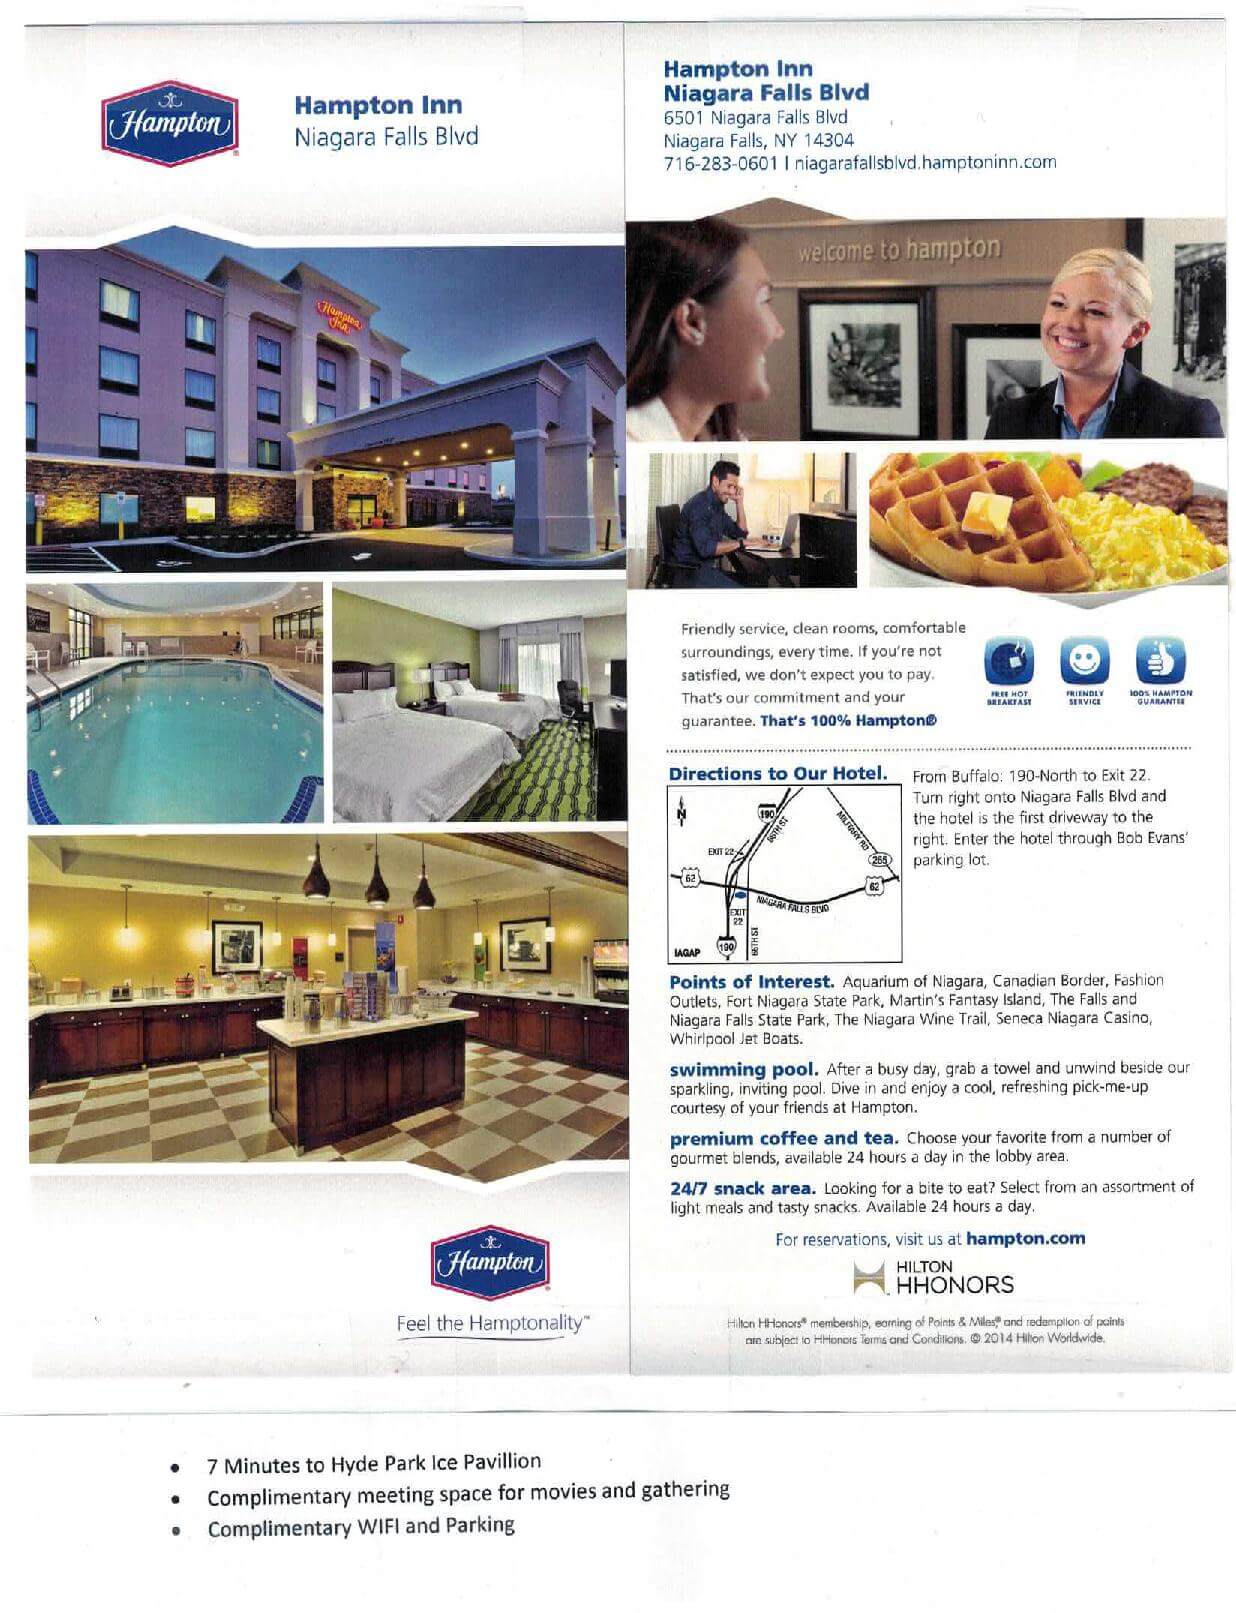 Hampton
Hampton Inn
Niagara Falls Blvd
Hampton
Inn
Hampton
Feel the Hamptonality™
Hampton Inn
Niagara Falls Blvd
6501 Niagara Falls Blvd
Niagara Falls, NY 14304
716-283-0601 | niagarafallsblvd.hamptoninn.com
welcome to hampton
Friendly service, clean rooms, comfortable
surroundings, every time. If you're not
satisfied, we don't expect you to pay.
That's our commitment and your
guarantee. That's 100% Hampton®
FREE HOT
BREAKFAST
FRIENDLY
SERVICE
100% HAMPTON
GUARANTEE
Directions to Our Hotel.
N
190
66TH ST
MILITARY RD
EXIT 22
265
62
62
NIAGARA FALLS BLVD
EXIT
22
190
66TH ST
IAGAP
From Buffalo: 190-North to Exit 22.
Turn right onto Niagara Falls Blvd and
the hotel is the first driveway to the
right. Enter the hotel through Bob Evans'
parking lot.
Points of Interest. Aquarium of Niagara, Canadian Border, Fashion
Outlets, Fort Niagara State Park, Martin's Fantasy Island, The Falls and
Niagara Falls State Park, The Niagara Wine Trail, Seneca Niagara Casino,
Whirlpool Jet Boats.
swimming pool. After a busy day, grab a towel and unwind beside our
sparkling, inviting pool. Dive in and enjoy a cool, refreshing pick-me-up
courtesy of your friends at Hampton.
premium coffee and tea. Choose your favorite from a number of
gourmet blends, available 24 hours a day in the lobby area.
24/7 snack area. Looking for a bite to eat? Select from an assortment of
light meals and tasty snacks. Available 24 hours a day.
For reservations, visit us at hampton.com
HILTON
HHONORS
Hilton HHonors® membership, earning of Points & Miles,® and redemption of points
are subject to HHonors Terms and Conditions. © 2014 Hilton Worldwide.
• 7 Minutes to Hyde Park Ice Pavillion
• Complimentary meeting space for movies and gathering
• Complimentary WIFI and Parking